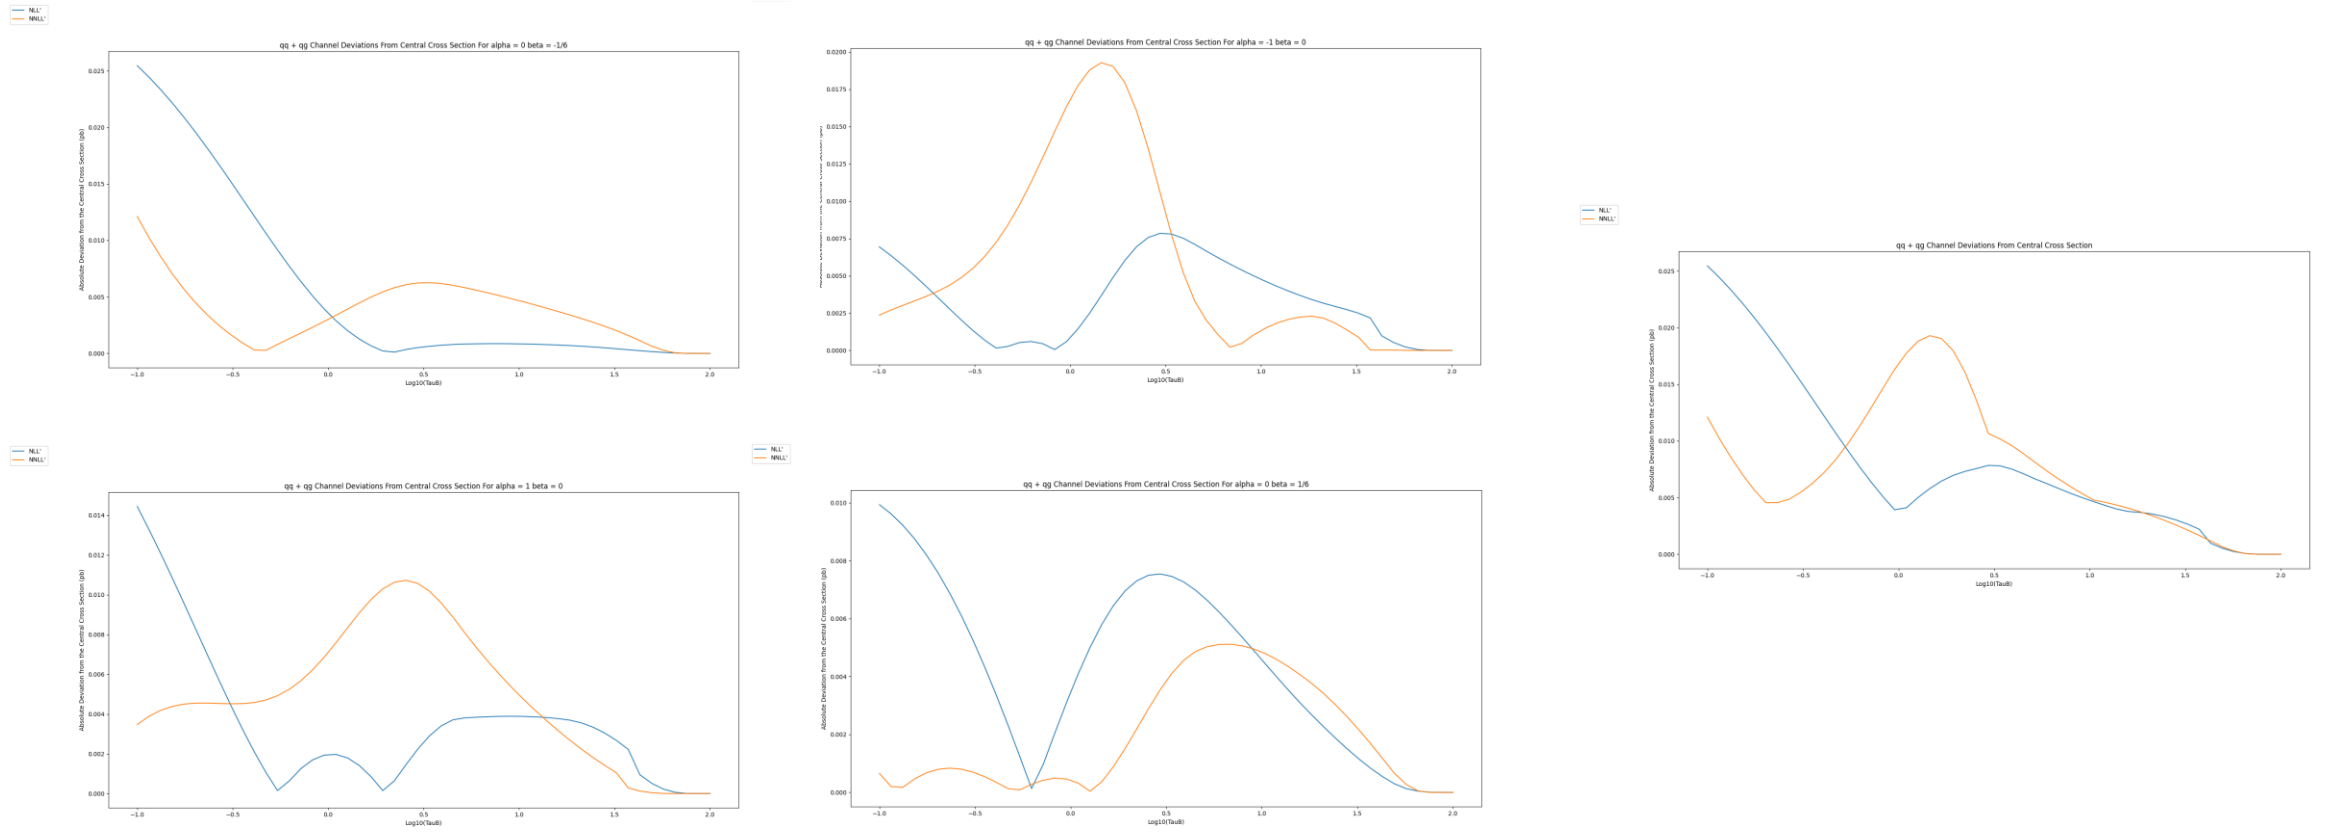 NLL'
NNLL'
qq + qg Channel Deviations From Central Cross Section For alpha = 0 beta = -1/6
Absolute Deviation from the Central Cross Section (pb)
0.025
0.020
0.015
0.010
0.005
0.000
−1.0 −0.5 0.0 0.5 1.0 1.5 2.0
Log10(TauB)
qq + qg Channel Deviations From Central Cross Section For alpha = -1 beta = 0
Absolute Deviation from the Central Cross Section (pb)
0.0200
0.0175
0.0150
0.0125
0.0100
0.0075
0.0050
0.0025
0.0000
−1.0 −0.5 0.0 0.5 1.0 1.5 2.0
Log10(TauB)
NLL'
NNLL'
qq + qg Channel Deviations From Central Cross Section
Absolute Deviation from the Central Cross Section (pb)
0.025
0.020
0.015
0.010
0.005
0.000
−1.0 −0.5 0.0 0.5 1.0 1.5 2.0
Log10(TauB)
NLL'
NNLL'
qq + qg Channel Deviations From Central Cross Section For alpha = 1 beta = 0
Absolute Deviation from the Central Cross Section (pb)
0.014
0.012
0.010
0.008
0.006
0.004
0.002
0.000
−1.0 −0.5 0.0 0.5 1.0 1.5 2.0
Log10(TauB)
NLL'
NNLL'
qq + qg Channel Deviations From Central Cross Section For alpha = 0 beta = 1/6
Absolute Deviation from the Central Cross Section (pb)
0.010
0.008
0.006
0.004
0.002
0.000
−1.0 −0.5 0.0 0.5 1.0 1.5 2.0
Log10(TauB)